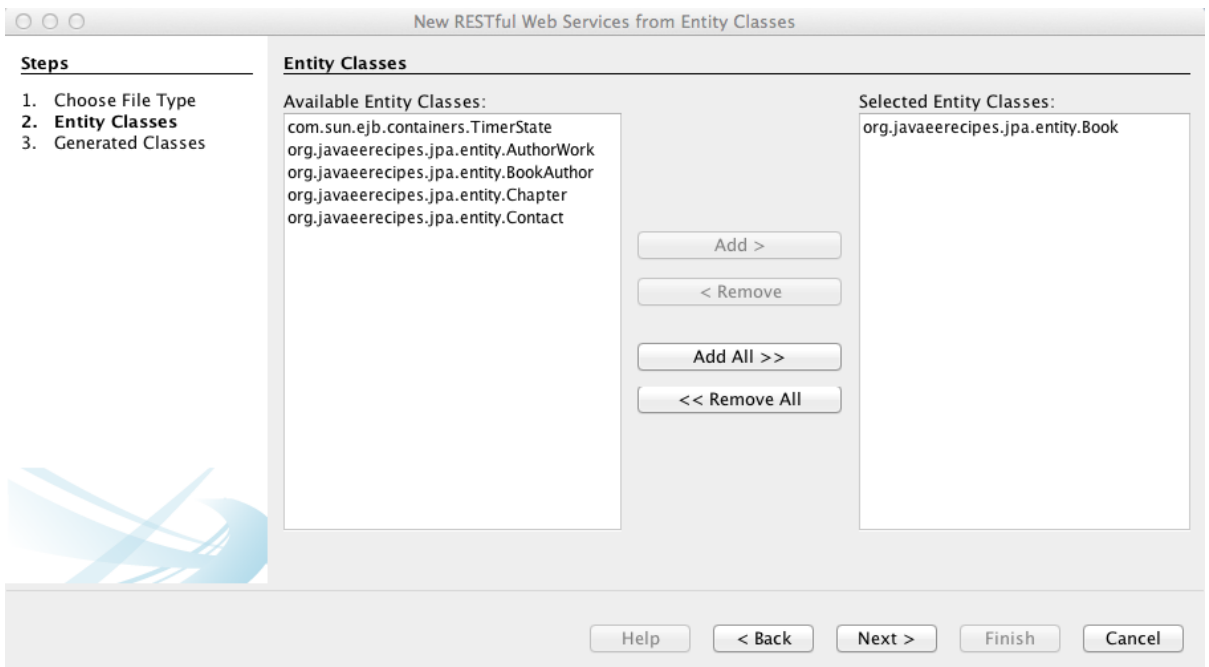 New RESTful Web Services from Entity Classes
Steps
1. Choose File Type
2. Entity Classes
3. Generated Classes
Entity Classes
Available Entity Classes:
com.sun.ejb.containers.TimerState
org.javaeerecipes.jpa.entity.AuthorWork
org.javaeerecipes.jpa.entity.BookAuthor
org.javaeerecipes.jpa.entity.Chapter
org.javaeerecipes.jpa.entity.Contact
Add >
< Remove
Add All >>
<< Remove All
Selected Entity Classes:
org.javaeerecipes.jpa.entity.Book
Help < Back Next > Finish Cancel